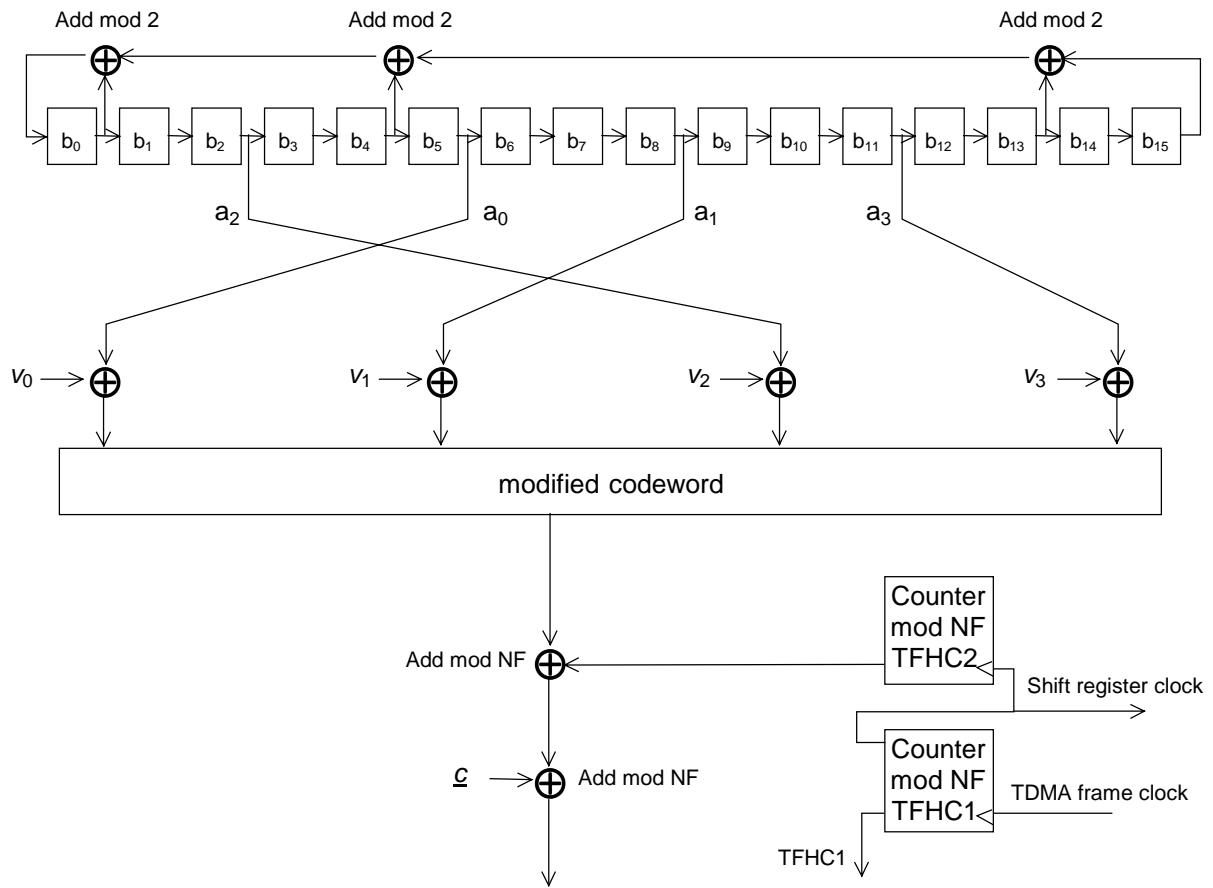 Add mod 2 Add mod 2 Add mod 2
b0 b1 b2 b3 b4 b5 b6 b7 b8 b9 b10 b11 b12 b13 b14 b15
a2 a0 a1 a3
v0 v1 v2 v3
modified codeword
Counter
mod NF
TFHC2
Add mod NF
Shift register clock
Counter
mod NF
TFHC1
c Add mod NF
TDMA frame clock
TFHC1